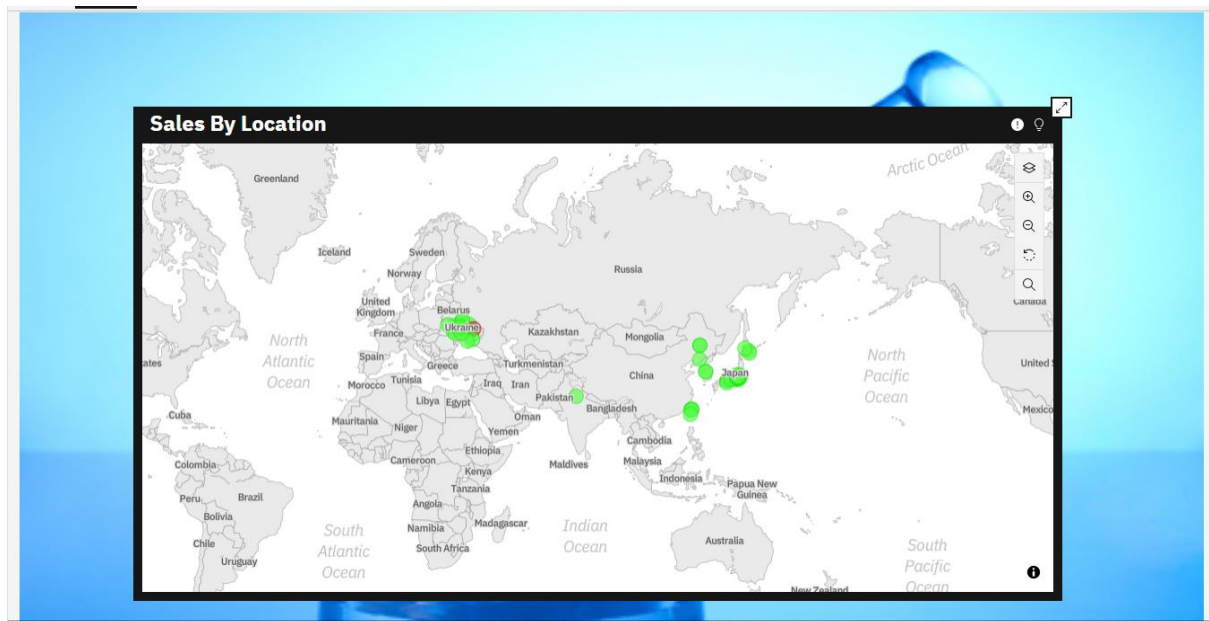 Sales By Location
Arctic Ocean
Greenland
Iceland
Sweden
Norway
Russia
Canada
United
Kingdom
Belarus
Ukraine
France
Kazakhstan
Mongolia
North
Atlantic
Ocean
North
Pacific
Ocean
ates
United S
Spain
Greece
Turkmenistan
China
Japan
Morocco
Tunisia
Iraq
Iran
Libya
Egypt
Pakistan
Bangladesh
Mexico
Cuba
Mauritania
Niger
Oman
Yemen
Cambodia
Ethiopia
Cameroon
Kenya
Maldives
Malaysia
Colombia
Indonesia
Papua New
Guinea
Tanzania
Peru
Brazil
Angola
Bolivia
Namibia
Madagascar
Indian
Ocean
South
Atlantic
Ocean
Chile
South Africa
Australia
South
Pacific
Ocean
Uruguay
New Zealand